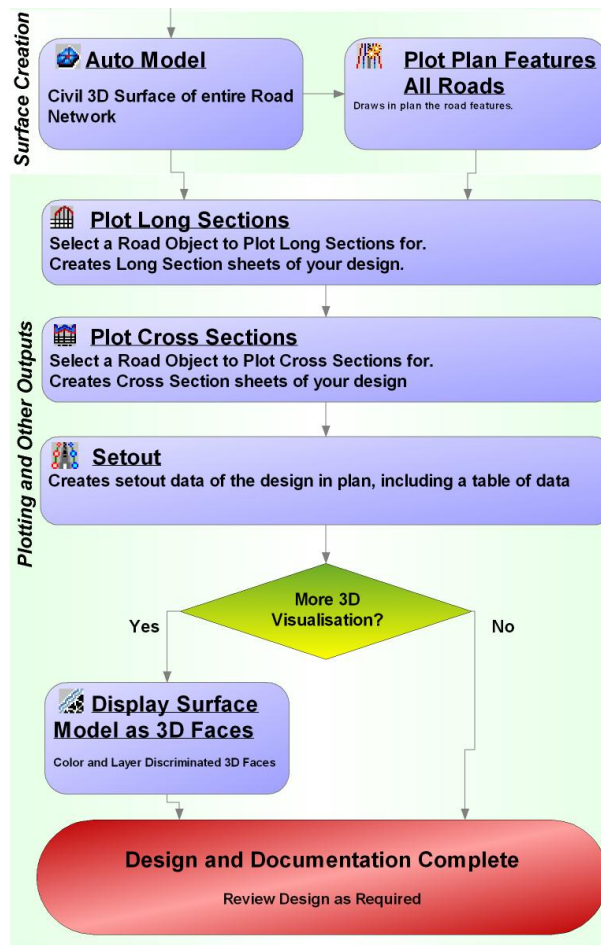 Surface Creation
Auto Model
Civil 3D Surface of entire Road
Network
Plot Plan Features
All Roads
Draws in plan the road features.
Plotting and Other Outputs
Plot Long Sections
Select a Road Object to Plot Long Sections for.
Creates Long Section sheets of your design.
Plot Cross Sections
Select a Road Object to Plot Cross Sections for.
Creates Cross Section sheets of your design
Setout
Creates setout data of the design in plan, including a table of data
More 3D
Visualisation?
Yes
No
Display Surface
Model as 3D Faces
Color and Layer Discriminated 3D Faces
Design and Documentation Complete
Review Design as Required